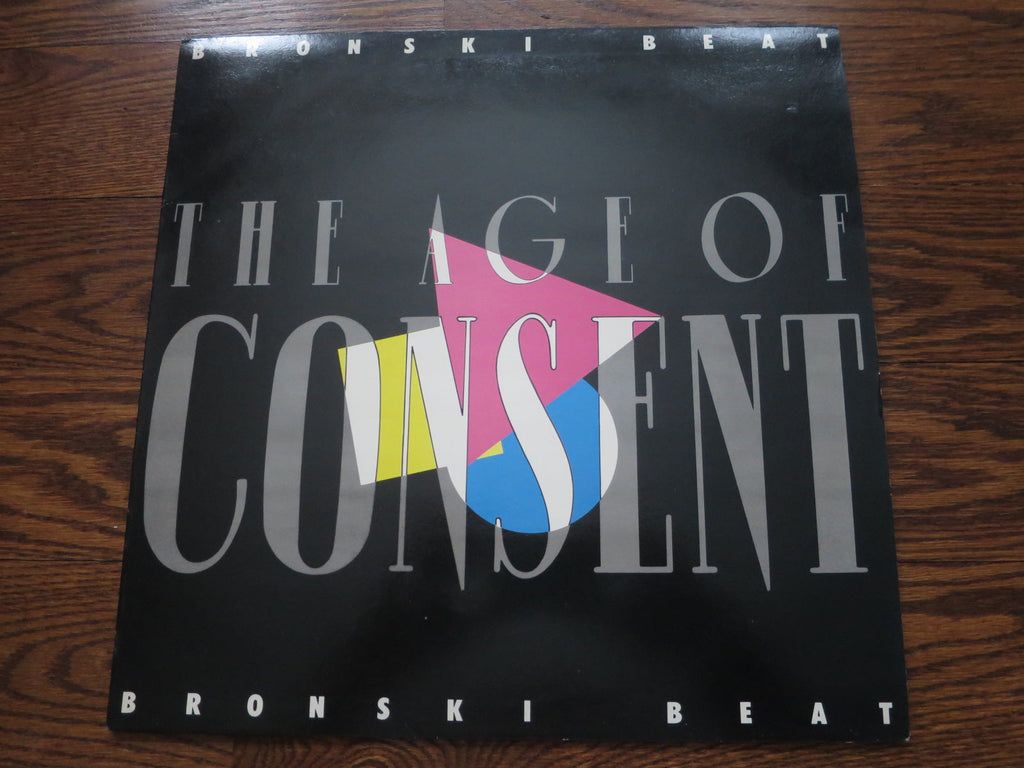 BRONSKI BEAT
THE AGE OF
CONSENT
BRONSKI BEAT